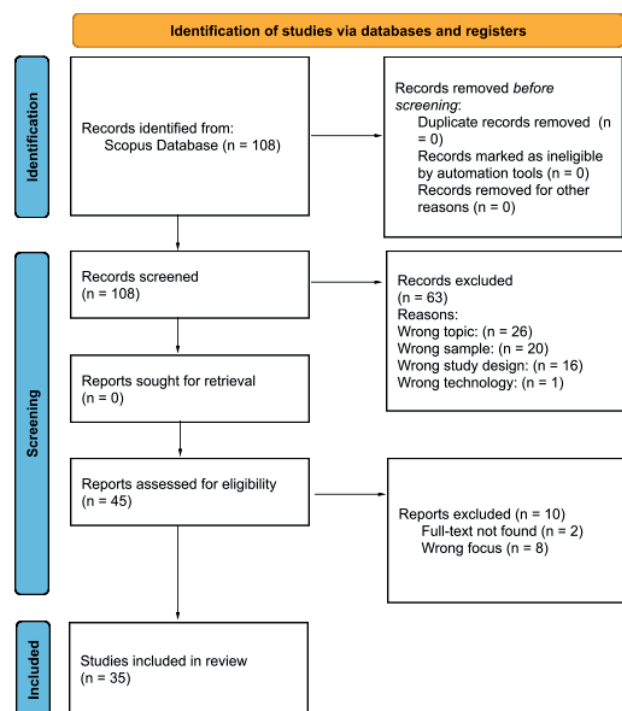 Identification of studies via databases and registers
Identification
Records identified from:
Scopus Database (n = 108)
Records removed before
screening:
Duplicate records removed (n
= 0)
Records marked as ineligible
by automation tools (n = 0)
Records removed for other
reasons (n = 0)
Screening
Records screened
(n = 108)
Records excluded
(n = 63)
Reasons:
Wrong topic: (n = 26)
Wrong sample: (n = 20)
Wrong study design: (n = 16)
Wrong technology: (n = 1)
Reports sought for retrieval
(n = 0)
Reports assessed for eligibility
(n = 45)
Reports excluded (n = 10)
Full-text not found (n = 2)
Wrong focus (n = 8)
Included
Studies included in review
(n = 35)